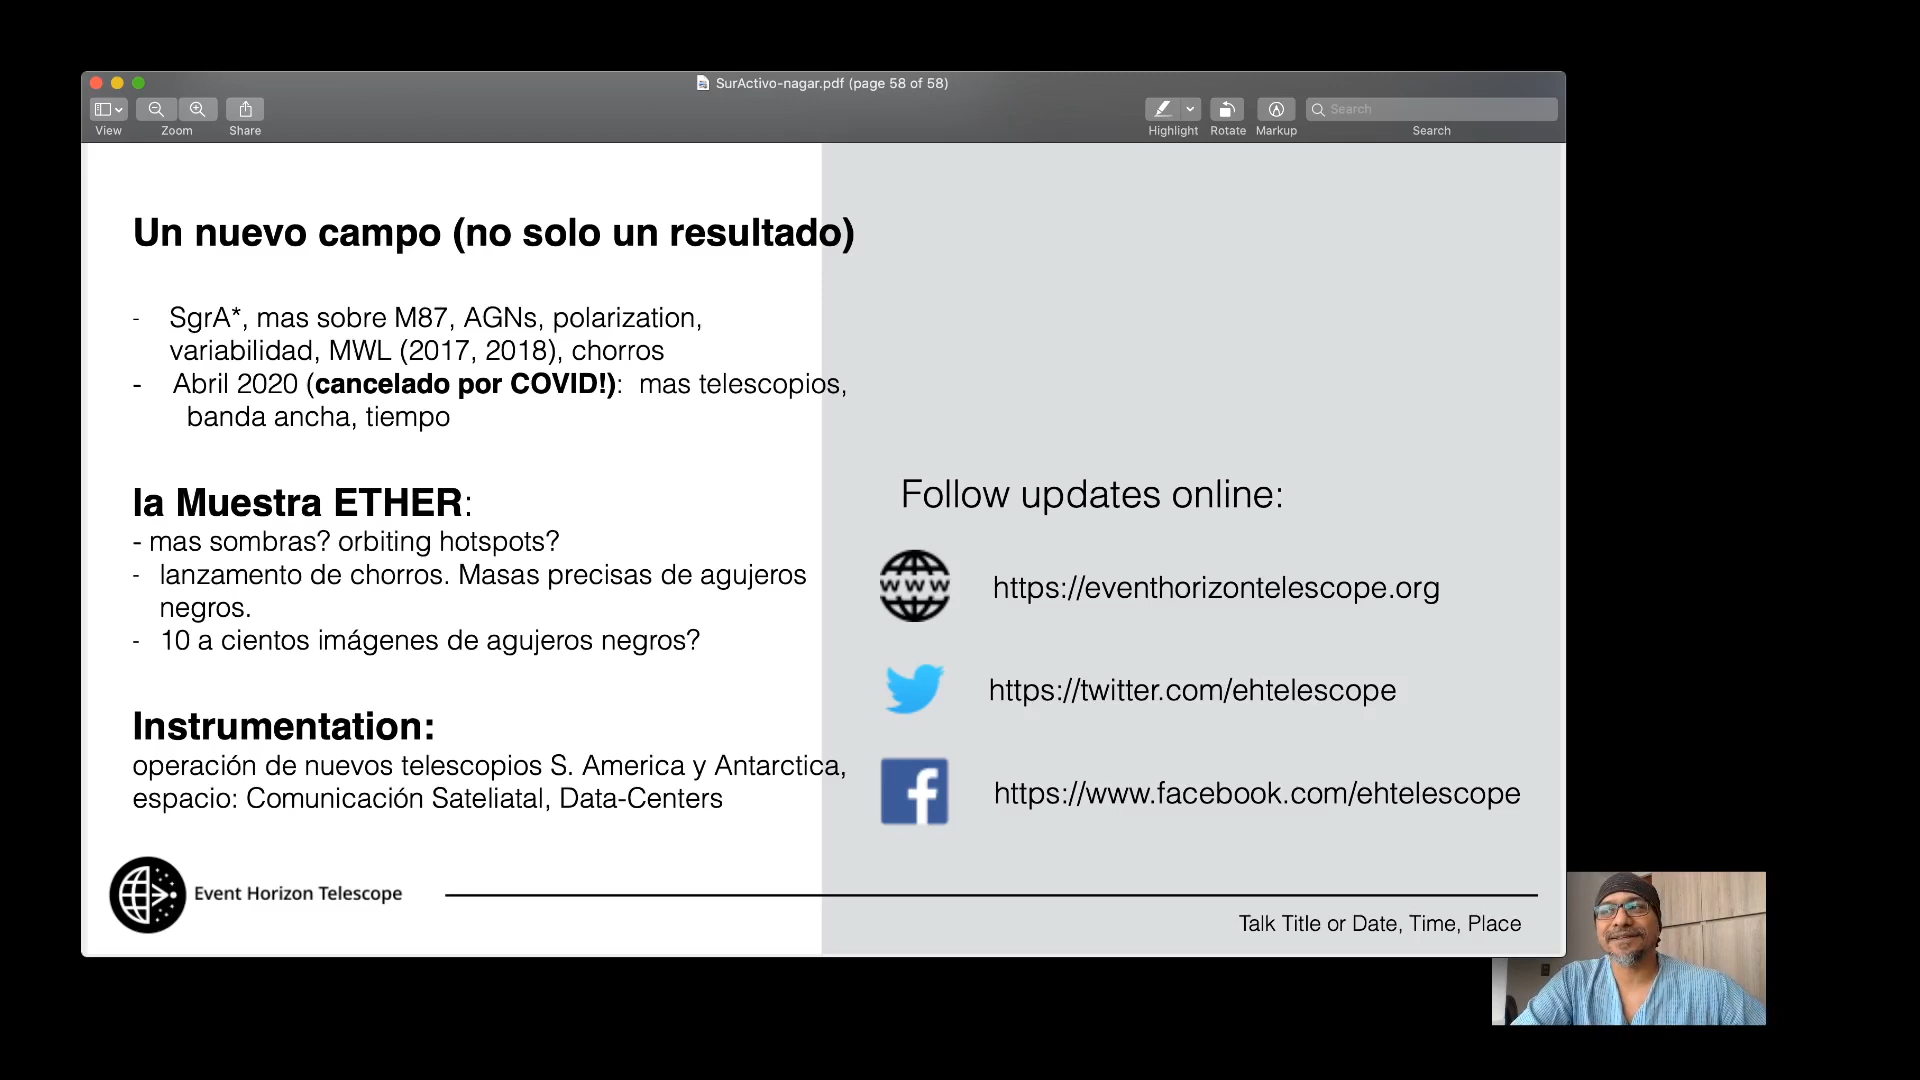 SurActivo-nagar.pdf (page 58 of 58)
View
Zoom
Share
Highlight
Rotate
Markup
Search
Search
Un nuevo campo (no solo un resultado)
- SgrA*, mas sobre M87, AGNs, polarization,
variabilidad, MWL (2017, 2018), chorros
- Abril 2020 (cancelado por COVID!): mas telescopios,
banda ancha, tiempo
la Muestra ETHER:
- mas sombras? orbiting hotspots?
- lanzamento de chorros. Masas precisas de agujeros
negros.
- 10 a cientos imágenes de agujeros negros?
Instrumentation:
operación de nuevos telescopios S. America y Antarctica,
espacio: Comunicación Sateliatal, Data-Centers
Follow updates online:
WWW
https://eventhorizontelescope.org
https://twitter.com/ehtelescope
f
https://www.facebook.com/ehtelescope
Event Horizon Telescope
Talk Title or Date, Time, Place